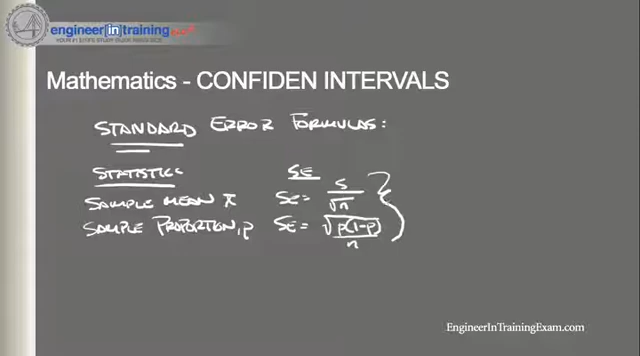 engineer[in]training
YOUR #1 EIT/FE STUDY GUIDE RESOURCE
Mathematics - CONFIDEN INTERVALS
STANDARD ERROR FORMULAS:
STATISTIC SE
SAMPLE MEAN x̄ SE = s/√n
SAMPLE PROPORTION, p SE = √p(1-p)/n
EngineerInTrainingExam.com